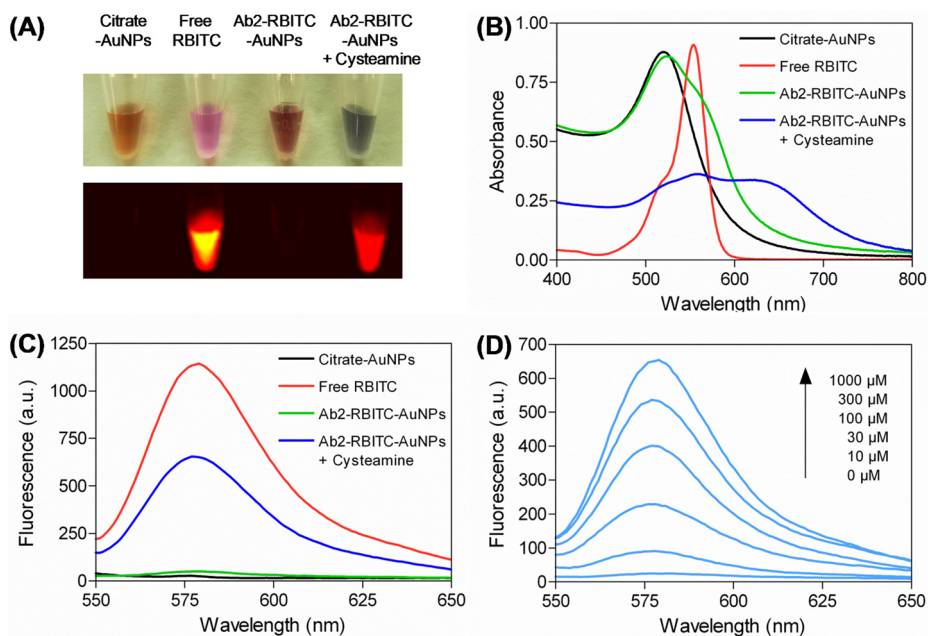 (A)
Citrate
-AuNPs
Free
RBITC
Ab2-RBITC
-AuNPs
Ab2-RBITC
-AuNPs
+ Cysteamine
(B)
1.00
0.75
0.50
0.25
0.00
Absorbance
400
500
600
700
800
Wavelength (nm)
Citrate-AuNPs
Free RBITC
Ab2-RBITC-AuNPs
Ab2-RBITC-AuNPs
+ Cysteamine
(C)
1250
1000
750
500
250
0
Fluorescence (a.u.)
550
575
600
625
650
Wavelength (nm)
Citrate-AuNPs
Free RBITC
Ab2-RBITC-AuNPs
Ab2-RBITC-AuNPs
+ Cysteamine
(D)
700
600
500
400
300
200
100
0
Fluorescence (a.u.)
550
575
600
625
650
Wavelength (nm)
1000 µM
300 µM
100 µM
30 µM
10 µM
0 µM